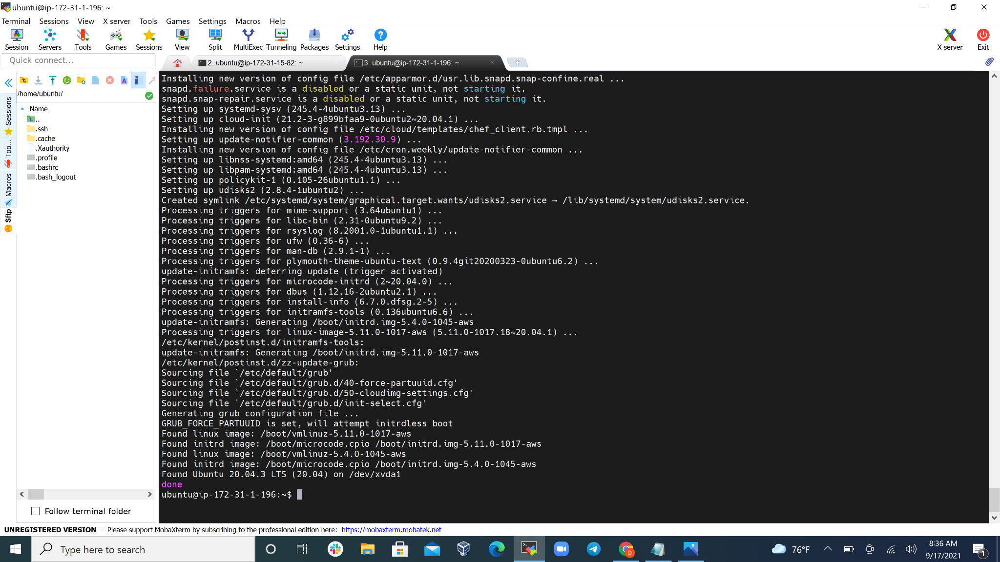 ubuntu@ip-172-31-1-196: ~
Terminal Sessions View X server Tools Games Settings Macros Help
Session Servers Tools Games Sessions View Split MultiExec Tunneling Packages Settings Help X server Exit
Quick connect...
2. ubuntu@ip-172-31-15-82: ~
3. ubuntu@ip-172-31-1-196: ~
/home/ubuntu/
Name
..
.ssh
.cache
.Xauthority
.profile
.bashrc
.bash_logout
Sessions
Too...
Macros
Sftp
Follow terminal folder
Installing new version of config file /etc/apparmor.d/usr.lib.snapd.snap-confine.real ...
snapd.failure.service is a disabled or a static unit, not starting it.
snapd.snap-repair.service is a disabled or a static unit, not starting it.
Setting up systemd-sysv (245.4-4ubuntu3.13) ...
Setting up cloud-init (21.2-3-g899bfaa9-0ubuntu2~20.04.1) ...
Installing new version of config file /etc/cloud/templates/chef_client.rb.tmpl ...
Setting up update-notifier-common (3.192.30.9) ...
Installing new version of config file /etc/cron.weekly/update-notifier-common ...
Setting up libnss-systemd:amd64 (245.4-4ubuntu3.13) ...
Setting up libpam-systemd:amd64 (245.4-4ubuntu3.13) ...
Setting up policykit-1 (0.105-26ubuntu1.1) ...
Setting up udisks2 (2.8.4-1ubuntu2) ...
Created symlink /etc/systemd/system/graphical.target.wants/udisks2.service → /lib/systemd/system/udisks2.service.
Processing triggers for mime-support (3.64ubuntu1) ...
Processing triggers for libc-bin (2.31-0ubuntu9.2) ...
Processing triggers for rsyslog (8.2001.0-1ubuntu1.1) ...
Processing triggers for ufw (0.36-6) ...
Processing triggers for man-db (2.9.1-1) ...
Processing triggers for plymouth-theme-ubuntu-text (0.9.4git20200323-0ubuntu6.2) ...
update-initramfs: deferring update (trigger activated)
Processing triggers for microcode-initrd (2~20.04.0) ...
Processing triggers for dbus (1.12.16-2ubuntu2.1) ...
Processing triggers for install-info (6.7.0.dfsg.2-5) ...
Processing triggers for initramfs-tools (0.136ubuntu6.6) ...
update-initramfs: Generating /boot/initrd.img-5.4.0-1045-aws
Processing triggers for linux-image-5.11.0-1017-aws (5.11.0-1017.18~20.04.1) ...
/etc/kernel/postinst.d/initramfs-tools:
update-initramfs: Generating /boot/initrd.img-5.11.0-1017-aws
/etc/kernel/postinst.d/zz-update-grub:
Sourcing file `/etc/default/grub'
Sourcing file `/etc/default/grub.d/40-force-partuuid.cfg'
Sourcing file `/etc/default/grub.d/50-cloudimg-settings.cfg'
Sourcing file `/etc/default/grub.d/init-select.cfg'
Generating grub configuration file ...
GRUB_FORCE_PARTUUID is set, will attempt initrdless boot
Found linux image: /boot/vmlinuz-5.11.0-1017-aws
Found initrd image: /boot/microcode.cpio /boot/initrd.img-5.11.0-1017-aws
Found linux image: /boot/vmlinuz-5.4.0-1045-aws
Found initrd image: /boot/microcode.cpio /boot/initrd.img-5.4.0-1045-aws
Found Ubuntu 20.04.3 LTS (20.04) on /dev/xvda1
done
ubuntu@ip-172-31-1-196:~$
UNREGISTERED VERSION - Please support MobaXterm by subscribing to the professional edition here: https://mobaxterm.mobatek.net
Type here to search
76°F
8:36 AM
9/17/2021
1